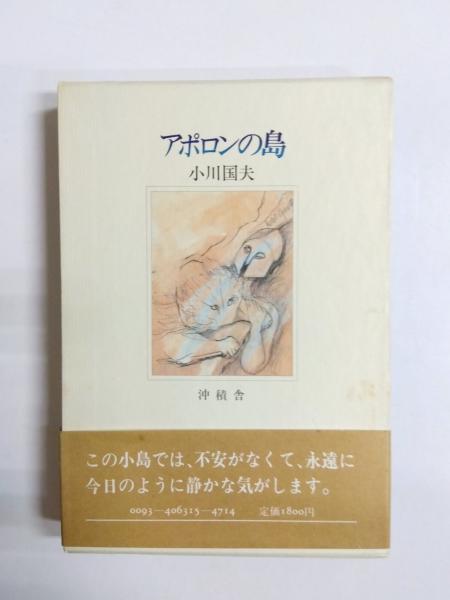 アポロンの島
小川国夫
沖積舎
この小島では、不安がなくて、永遠に
今日のように静かな気がします。
0093—406315—4714 定価1800円